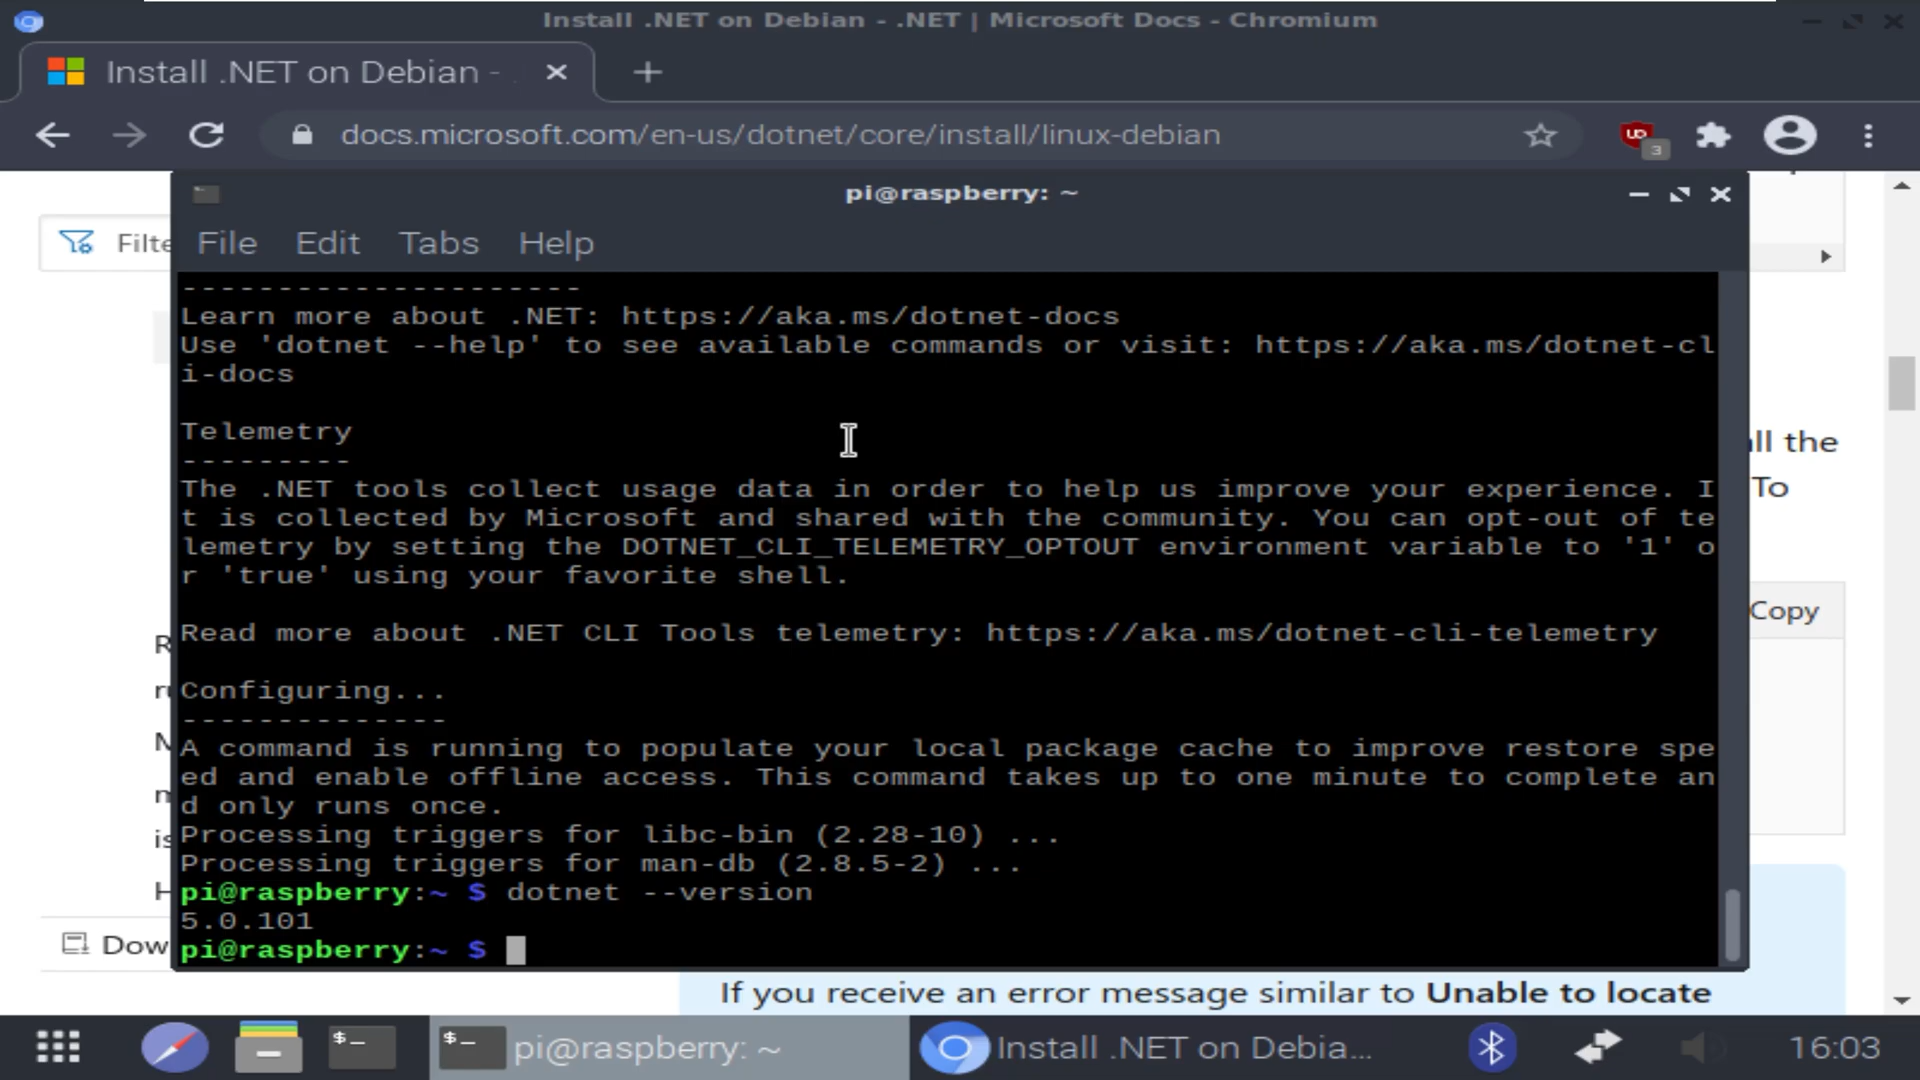 Install .NET on Debian - .NET | Microsoft Docs - Chromium
Install .NET on Debian -
docs.microsoft.com/en-us/dotnet/core/install/linux-debian
3
pi@raspberry: ~
Filte
File Edit Tabs Help
---------------------
Learn more about .NET: https://aka.ms/dotnet-docs
Use 'dotnet --help' to see available commands or visit: https://aka.ms/dotnet-cl
i-docs
Telemetry
---------
The .NET tools collect usage data in order to help us improve your experience. I
t is collected by Microsoft and shared with the community. You can opt-out of te
lemetry by setting the DOTNET_CLI_TELEMETRY_OPTOUT environment variable to '1' o
r 'true' using your favorite shell.
Read more about .NET CLI Tools telemetry: https://aka.ms/dotnet-cli-telemetry
Configuring...
--------------
A command is running to populate your local package cache to improve restore spe
ed and enable offline access. This command takes up to one minute to complete an
d only runs once.
Processing triggers for libc-bin (2.28-10) ...
Processing triggers for man-db (2.8.5-2) ...
pi@raspberry:~ $ dotnet --version
5.0.101
pi@raspberry:~ $
all the
To
Copy
Dow
If you receive an error message similar to Unable to locate
$_
$_ pi@raspberry: ~
Install .NET on Debia...
16:03